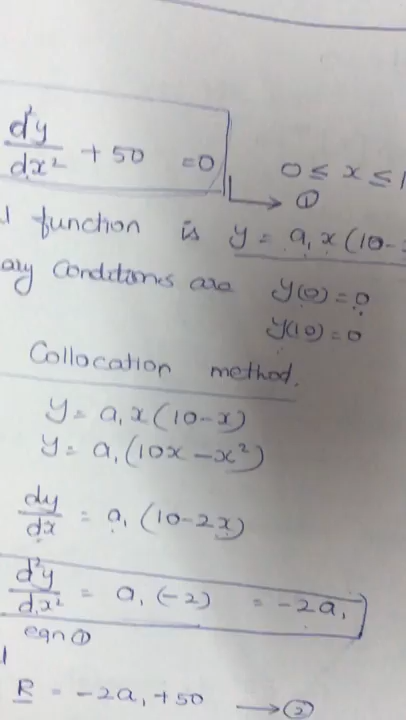 d²y/dx² + 50 = 0
0 ≤ x ≤ 1
→ ①
function is y = a₁x(10-
Conditions are y(0) = 0
y(10) = 0
Collocation method.
y = a₁x(10-x)
y = a₁(10x - x²)
dy/dx = a₁(10-2x)
d²y/dx² = a₁(-2) = -2a₁
eqn ①
R = -2a₁ + 50 → ②